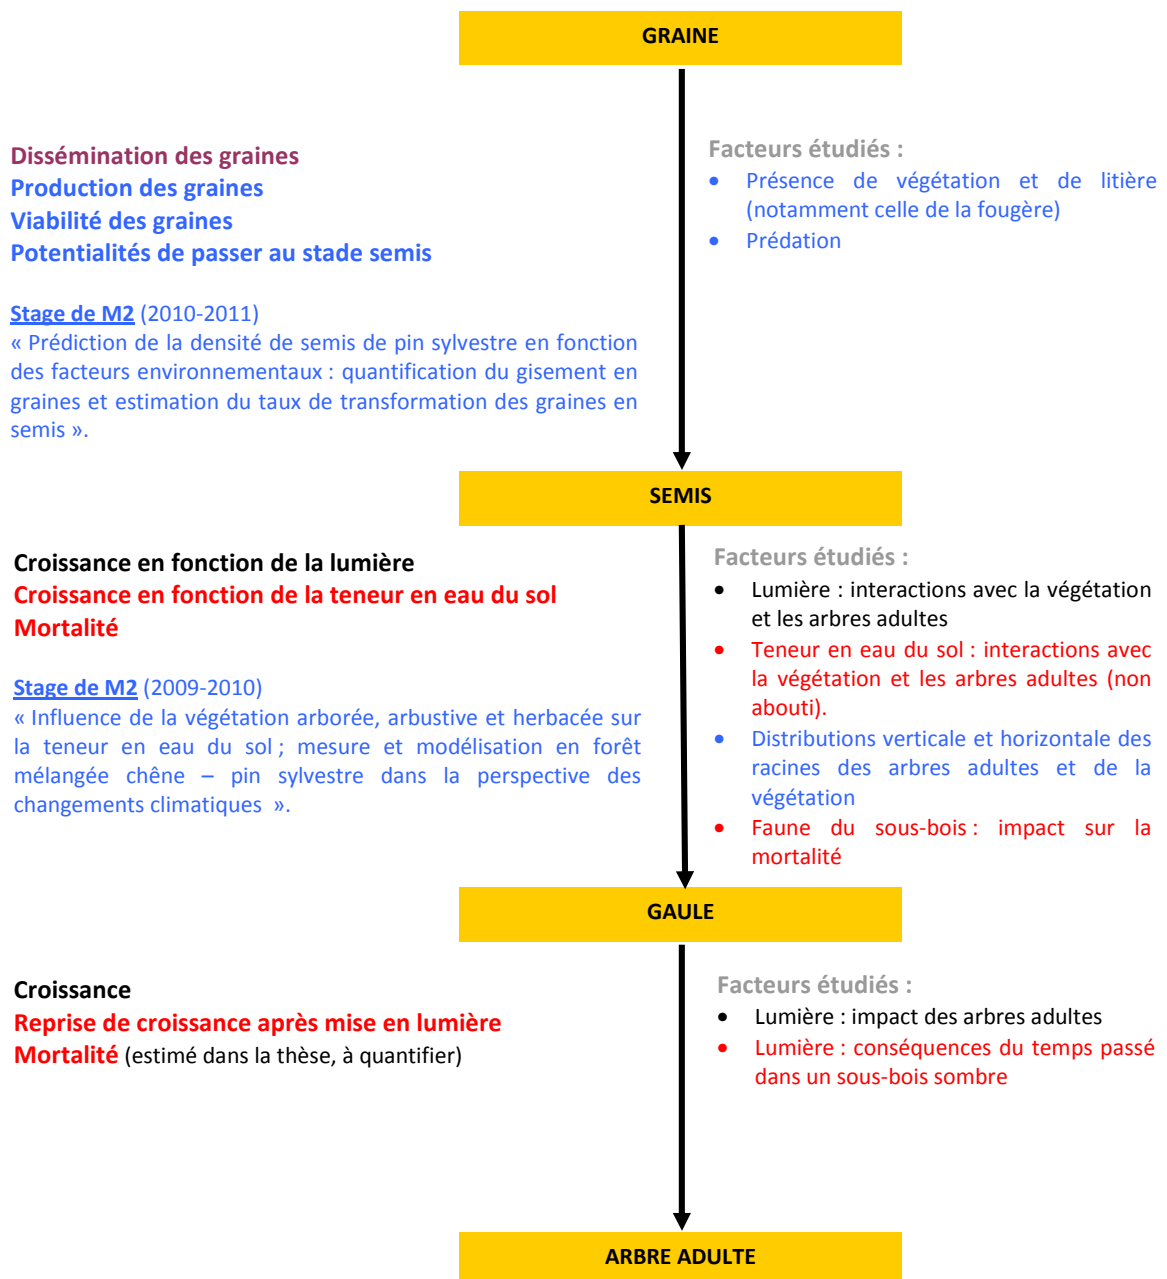 GRAINE
Dissémination des graines
Production des graines
Viabilité des graines
Potentialités de passer au stade semis
Stage de M2 (2010-2011)
« Prédiction de la densité de semis de pin sylvestre en fonction
des facteurs environnementaux : quantification du gisement en
graines et estimation du taux de transformation des graines en
semis ».
Facteurs étudiés :
• Présence de végétation et de litière
(notamment celle de la fougère)
• Prédation
SEMIS
Croissance en fonction de la lumière
Croissance en fonction de la teneur en eau du sol
Mortalité
Stage de M2 (2009-2010)
« Influence de la végétation arborée, arbustive et herbacée sur
la teneur en eau du sol ; mesure et modélisation en forêt
mélangée chêne – pin sylvestre dans la perspective des
changements climatiques ».
Facteurs étudiés :
• Lumière : interactions avec la végétation
et les arbres adultes
• Teneur en eau du sol : interactions avec
la végétation et les arbres adultes (non
abouti).
• Distributions verticale et horizontale des
racines des arbres adultes et de la
végétation
• Faune du sous-bois : impact sur la
mortalité
GAULE
Croissance
Reprise de croissance après mise en lumière
Mortalité (estimé dans la thèse, à quantifier)
Facteurs étudiés :
• Lumière : impact des arbres adultes
• Lumière : conséquences du temps passé
dans un sous-bois sombre
ARBRE ADULTE